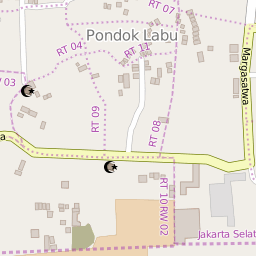 RT 07
Pondok Labu
RT 04
RT 11
Margasatwa
V 03
RT 09
RT 08
a
RT 10 RW 02
Jakarta Selat